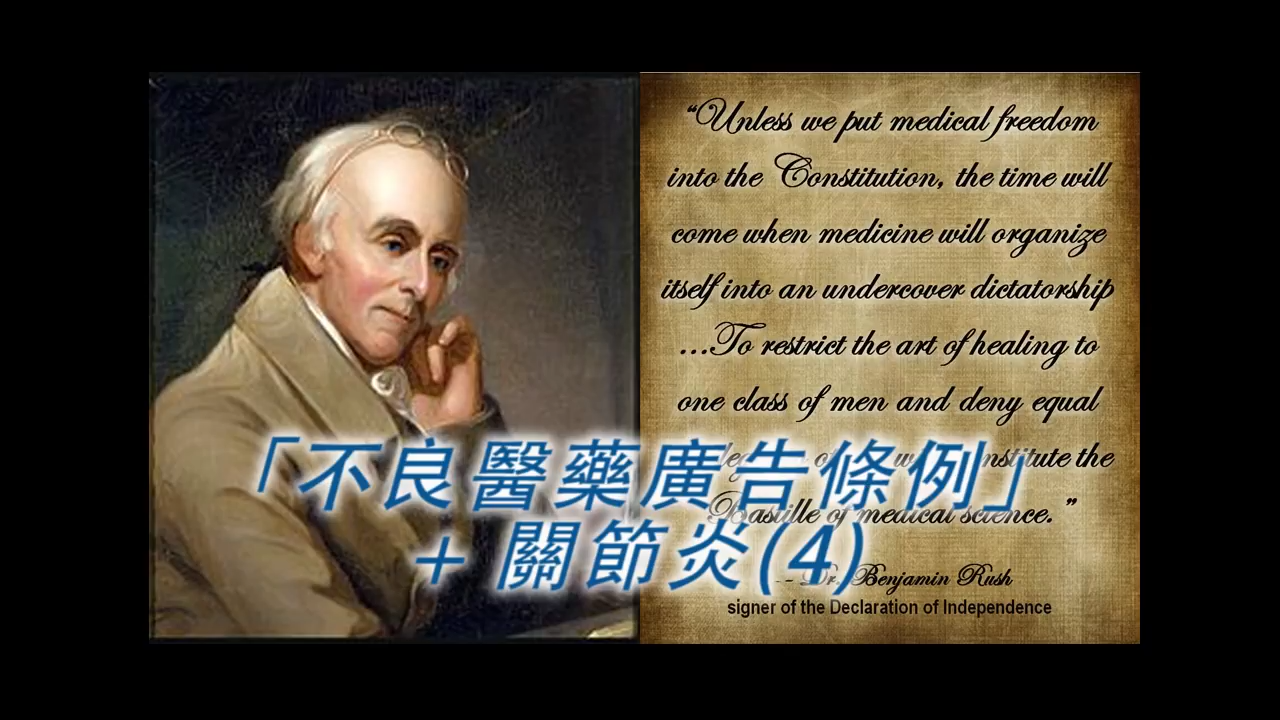 “Unless we put medical freedom
into the Constitution, the time will
come when medicine will organize
itself into an undercover dictatorship
...To restrict the art of healing to
one class of men and deny equal
the
Bastille of medical science.”
-- Dr. Benjamin Rush
signer of the Declaration of Independence
「不良醫藥廣告條例」
+ 關節炎(4)